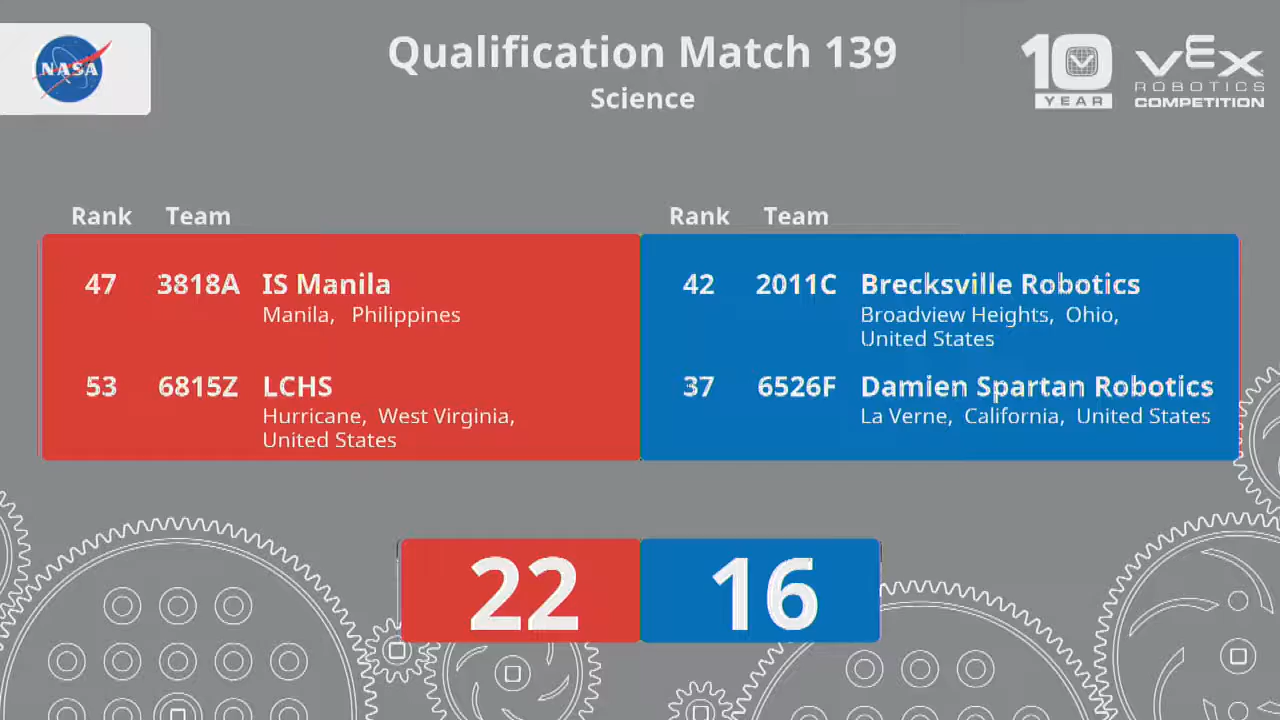 NASA
Qualification Match 139
Science
10
YEAR
VEX
ROBOTICS
COMPETITION
Rank Team
47 3818A IS Manila
Manila, Philippines
53 6815Z LCHS
Hurricane, West Virginia,
United States
Rank Team
42 2011C Brecksville Robotics
Broadview Heights, Ohio,
United States
37 6526F Damien Spartan Robotics
La Verne, California, United States
22
16